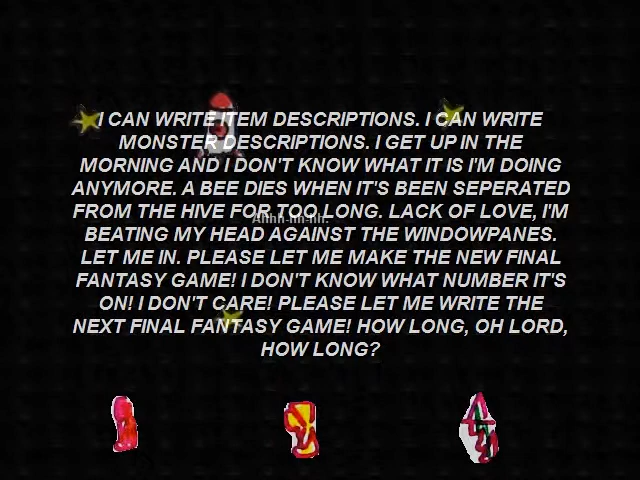 I CAN WRITE ITEM DESCRIPTIONS. I CAN WRITE
MONSTER DESCRIPTIONS. I GET UP IN THE
MORNING AND I DON'T KNOW WHAT IT IS I'M DOING
ANYMORE. A BEE DIES WHEN IT'S BEEN SEPERATED
FROM THE HIVE FOR TOO LONG. LACK OF LOVE, I'M
BEATING MY HEAD AGAINST THE WINDOWPANES.
LET ME IN. PLEASE LET ME MAKE THE NEW FINAL
FANTASY GAME! I DON'T KNOW WHAT NUMBER IT'S
ON! I DON'T CARE! PLEASE LET ME WRITE THE
NEXT FINAL FANTASY GAME! HOW LONG, OH LORD,
HOW LONG?